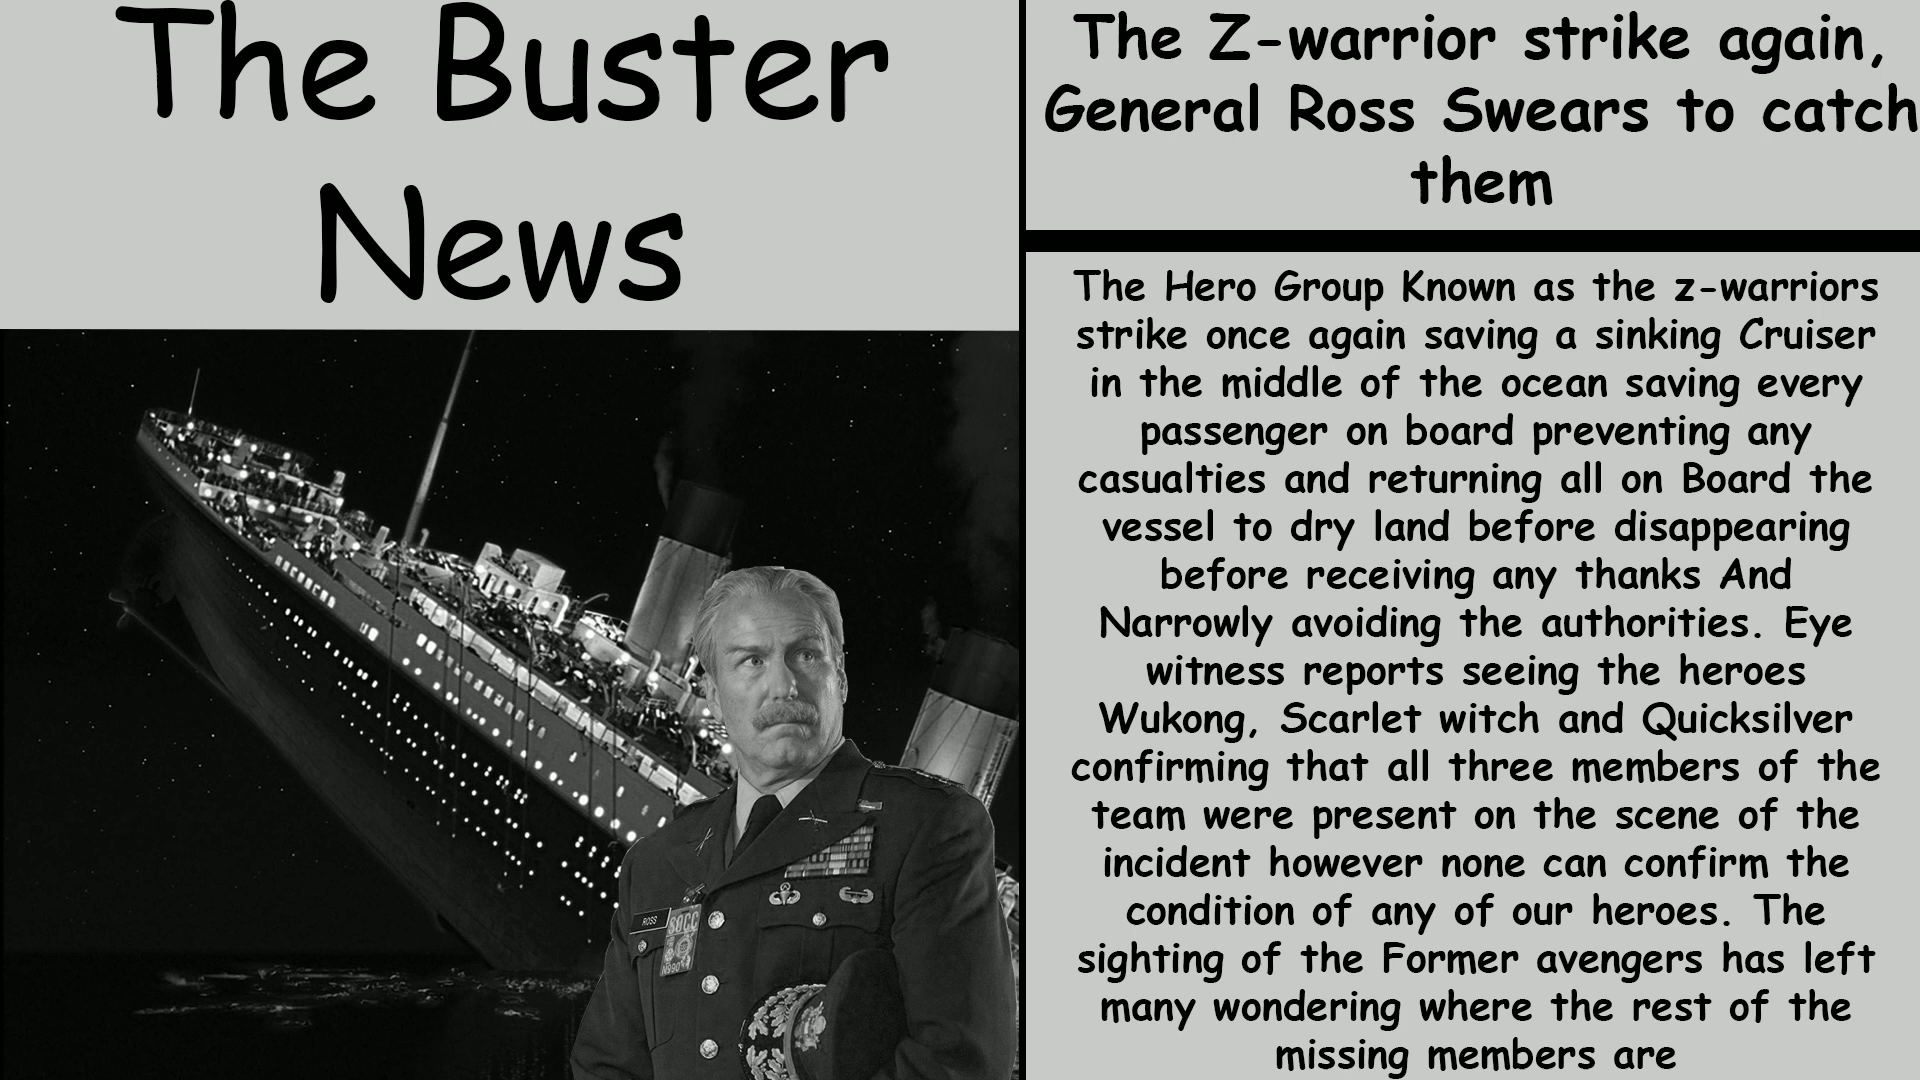 The Buster
News
The Z-warrior strike again,
General Ross Swears to catch
them
The Hero Group Known as the z-warriors
strike once again saving a sinking Cruiser
in the middle of the ocean saving every
passenger on board preventing any
casualties and returning all on Board the
vessel to dry land before disappearing
before receiving any thanks And
Narrowly avoiding the authorities. Eye
witness reports seeing the heroes
Wukong, Scarlet witch and Quicksilver
confirming that all three members of the
team were present on the scene of the
incident however none can confirm the
condition of any of our heroes. The
sighting of the Former avengers has left
many wondering where the rest of the
missing members are
ROSS